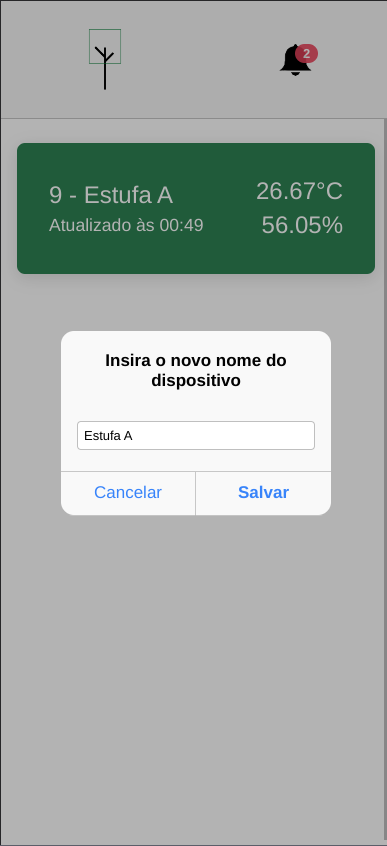 2
9 - Estufa A
26.67°C
Atualizado às 00:49
56.05%
Insira o novo nome do
dispositivo
Estufa A
Cancelar
Salvar